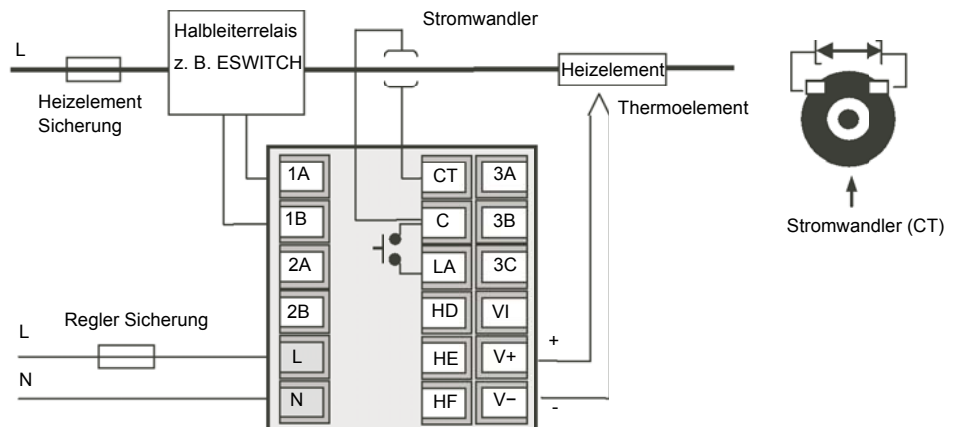 Stromwandler
L
Halbleiterrelais
z. B. ESWITCH
Heizelement
Heizelement
Sicherung
Thermoelement
Stromwandler (CT)
1A
CT
3A
1B
C
3B
2A
LA
3C
2B
HD
VI
L
Regler Sicherung
L
HE
V+
+
N
N
HF
V−
-